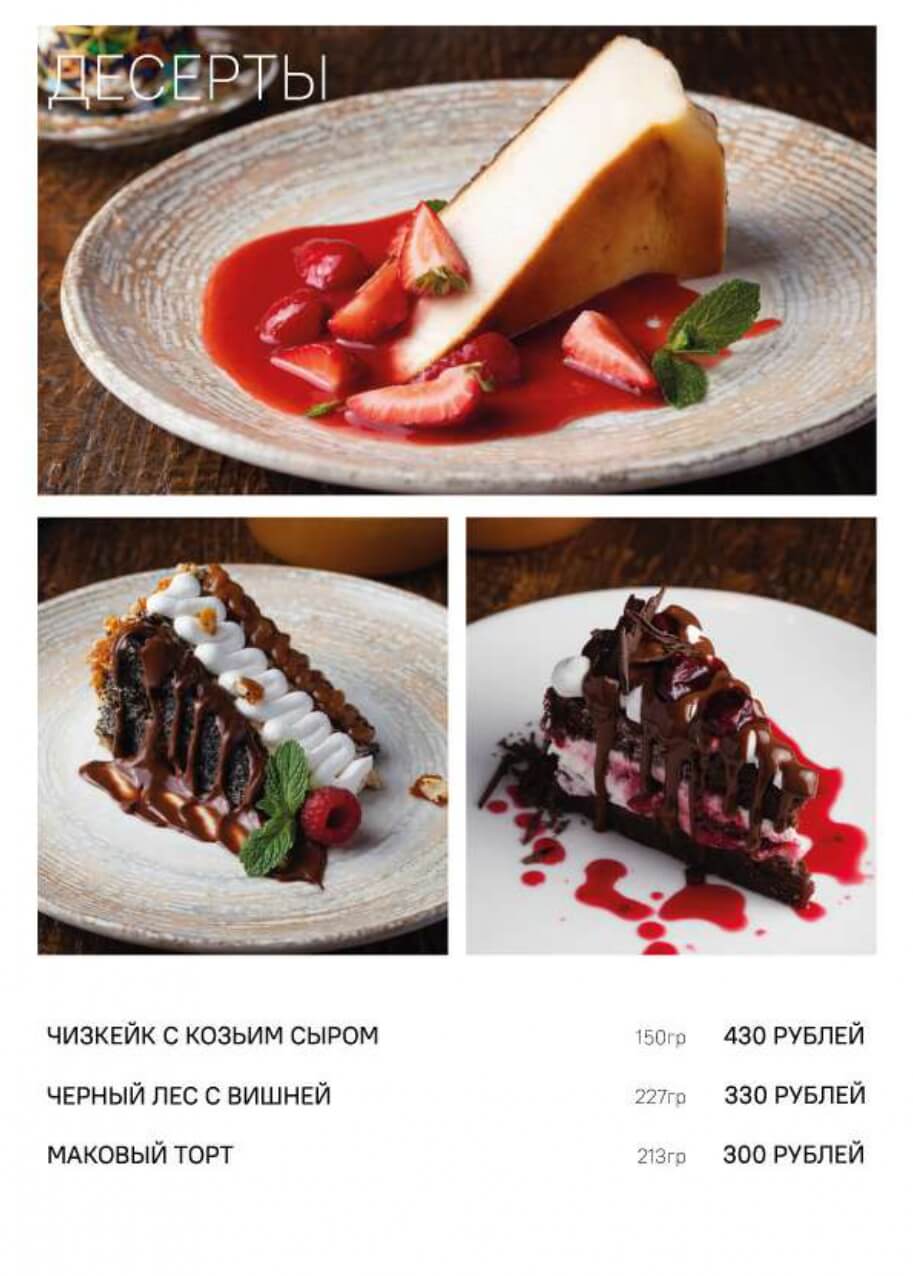 ДЕСЕРТЫ
ЧИЗКЕЙК С КОЗЬИМ СЫРОМ 150гр 430 РУБЛЕЙ
ЧЕРНЫЙ ЛЕС С ВИШНЕЙ 227гр 330 РУБЛЕЙ
МАКОВЫЙ ТОРТ 213гр 300 РУБЛЕЙ